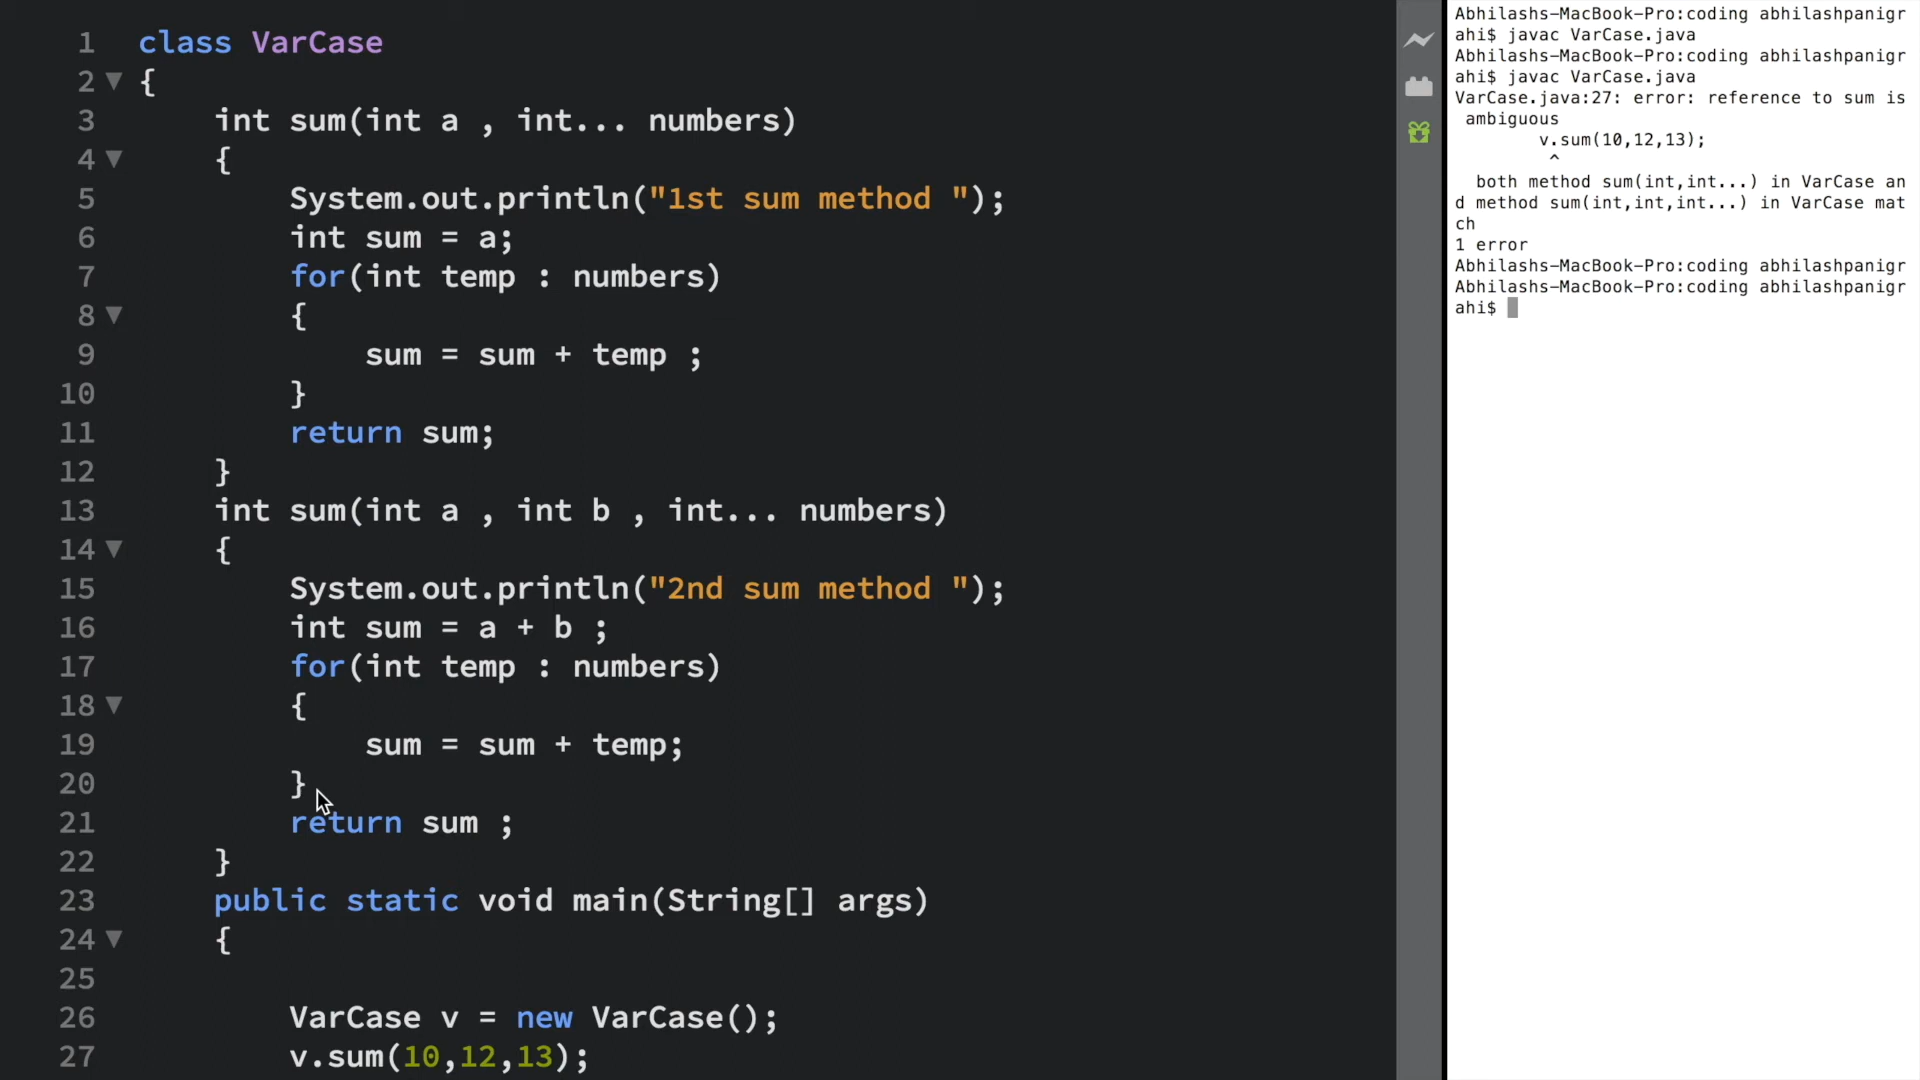 1 class VarCase
2 {
3 int sum(int a , int... numbers)
4 {
5 System.out.println("1st sum method ");
6 int sum = a;
7 for(int temp : numbers)
8 {
9 sum = sum + temp ;
10 }
11 return sum;
12 }
13 int sum(int a , int b , int... numbers)
14 {
15 System.out.println("2nd sum method ");
16 int sum = a + b ;
17 for(int temp : numbers)
18 {
19 sum = sum + temp;
20 }
21 return sum ;
22 }
23 public static void main(String[] args)
24 {
25
26 VarCase v = new VarCase();
27 v.sum(10,12,13);
Abhilashs-MacBook-Pro:coding abhilashpanigr
ahi$ javac VarCase.java
Abhilashs-MacBook-Pro:coding abhilashpanigr
ahi$ javac VarCase.java
VarCase.java:27: error: reference to sum is
ambiguous
v.sum(10,12,13);
^
both method sum(int,int...) in VarCase an
d method sum(int,int,int...) in VarCase mat
ch
1 error
Abhilashs-MacBook-Pro:coding abhilashpanigr
Abhilashs-MacBook-Pro:coding abhilashpanigr
ahi$